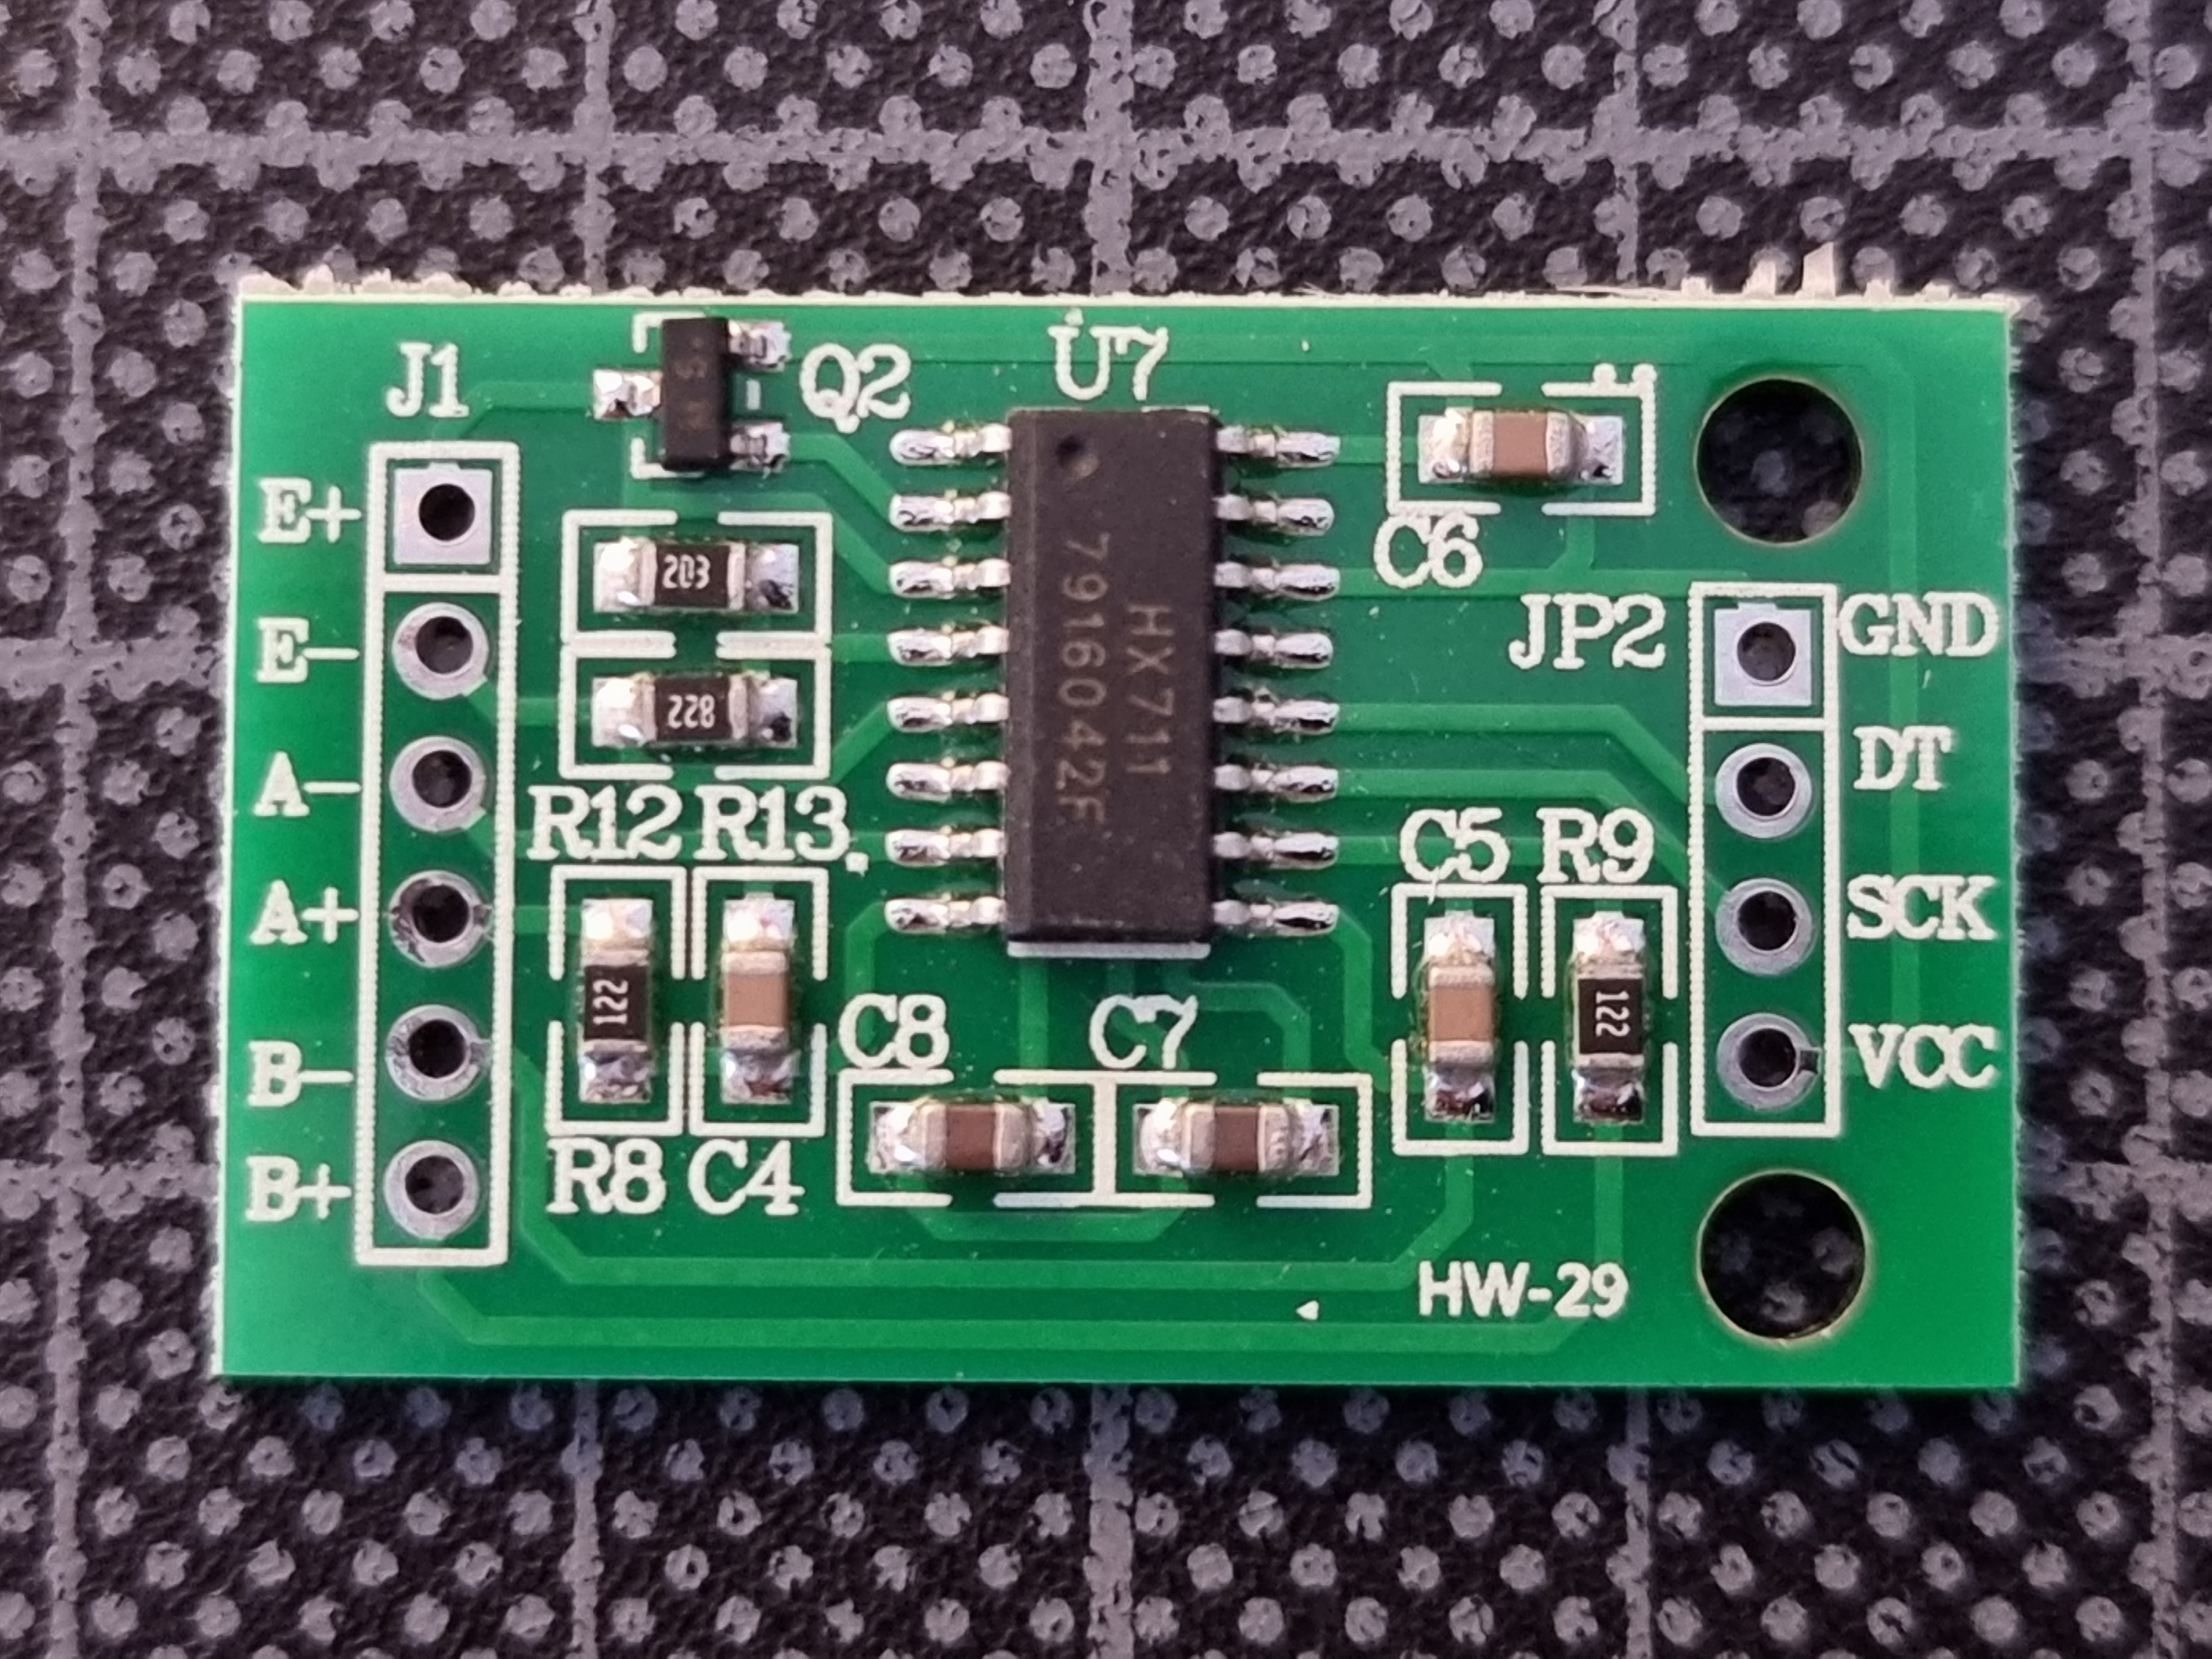 J1
Q2
U7
E+
E-
A-
A+
B-
B+
203
228
R12 R13
122
R8 C4
HX711
7916042F
C6
JP2
GND
DT
SCK
VCC
C5 R9
122
C8
C7
HW-29